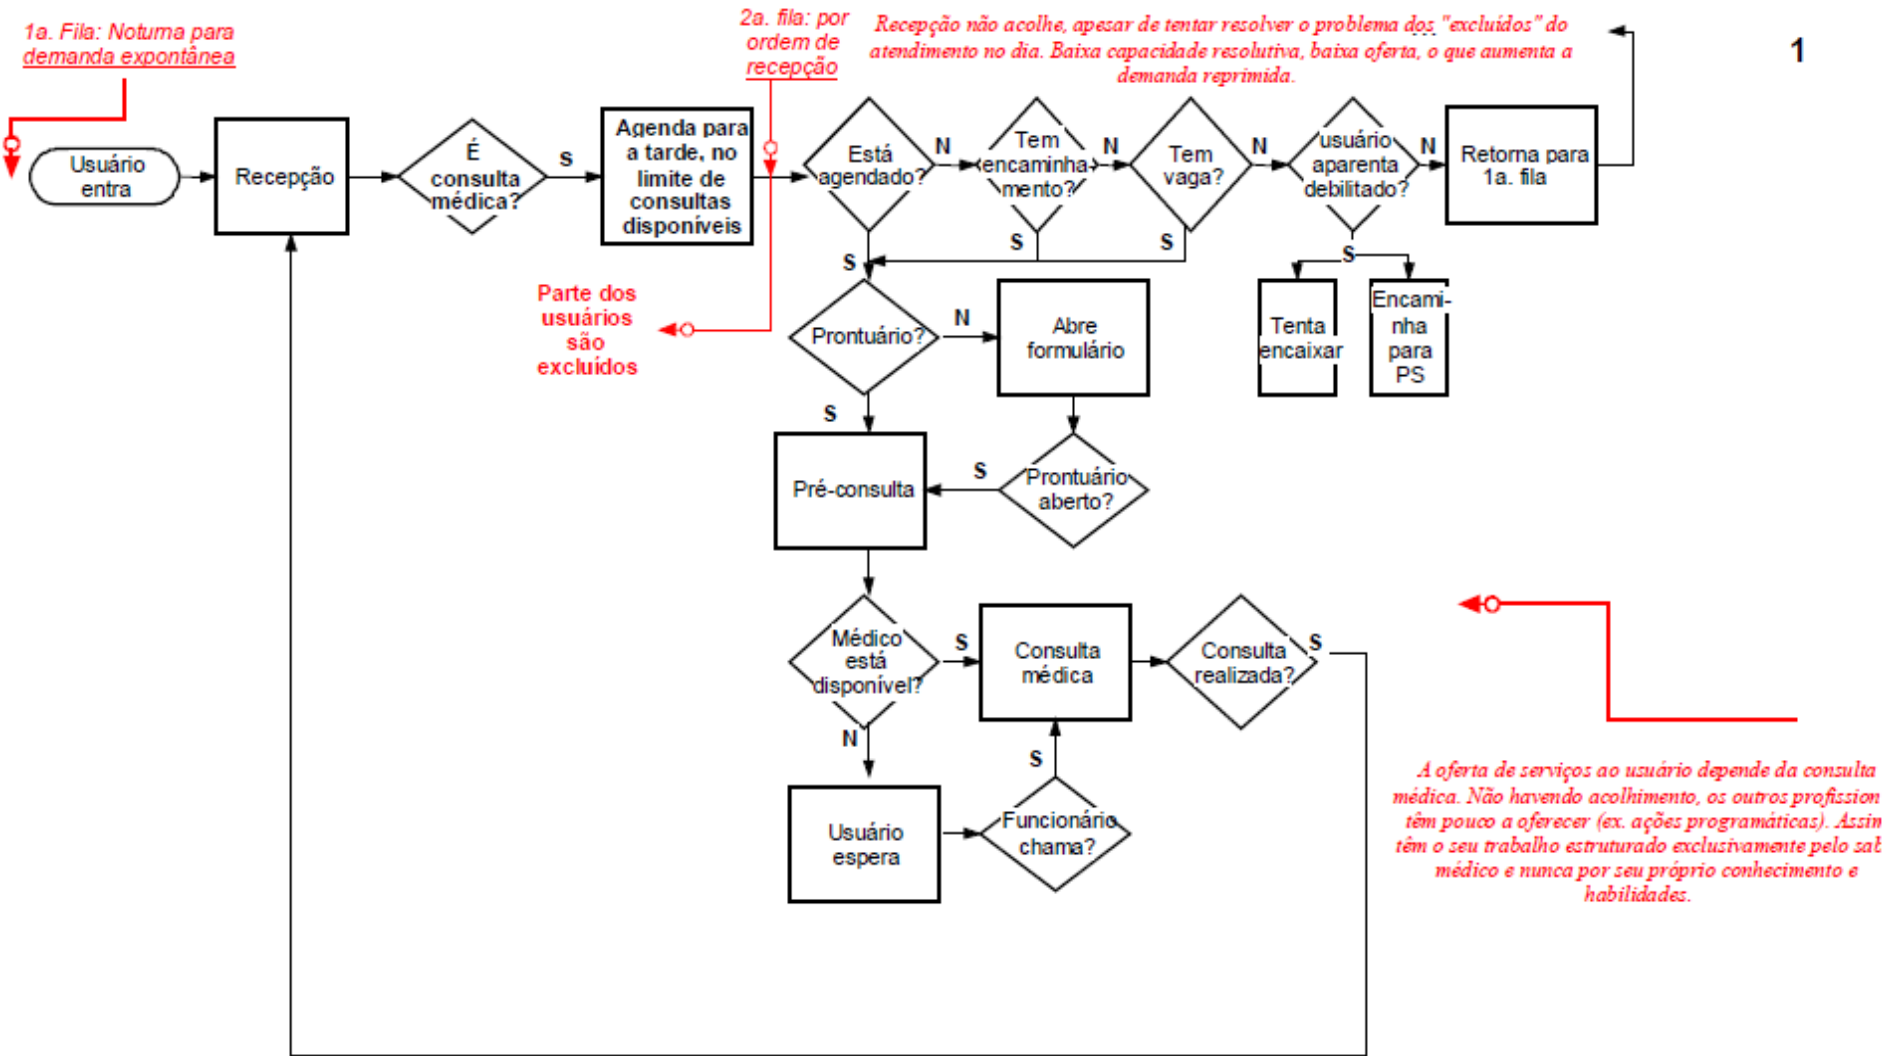 1a. Fila: Noturna para
demanda expontânea
2a. fila: por
ordem de
recepção
Recepção não acolhe, apesar de tentar resolver o problema dos "excluídos" do
atendimento no dia. Baixa capacidade resolutiva, baixa oferta, o que aumenta a
demanda reprimida.
1
Usuário
entra
Recepção
É
consulta
médica?
S
Agenda para
a tarde, no
limite de
consultas
disponíveis
Está
agendado?
N
Tem
encaminha-
mento?
N
Tem
vaga?
N
usuário
aparenta
debilitado?
N
Retorna para
1a. fila
S
S
S
S
Parte dos
usuários
são
excluídos
Prontuário?
N
Abre
formulário
Tenta
encaixar
Encami-
nha
para
PS
S
Pré-consulta
S
Prontuário
aberto?
Médico
está
disponível?
S
Consulta
médica
Consulta
realizada?
S
N
S
Usuário
espera
Funcionário
chama?
A oferta de serviços ao usuário depende da consulta
médica. Não havendo acolhimento, os outros profission
têm pouco a oferecer (ex. ações programáticas). Assim
têm o seu trabalho estruturado exclusivamente pelo sab
médico e nunca por seu próprio conhecimento e
habilidades.